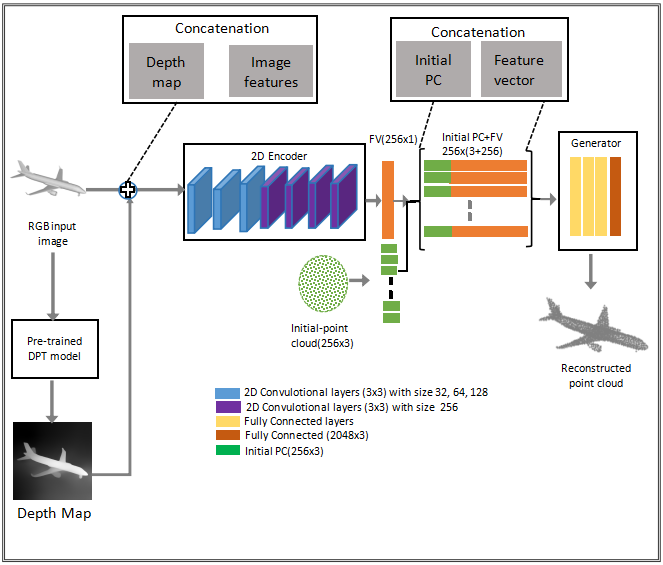 Concatenation
Depth
map
Image
features
Concatenation
Initial
PC
Feature
vector
2D Encoder
FV(256x1)
Initial PC+FV
256x(3+256)
Generator
RGB input
image
Initial-point
cloud(256x3)
Pre-trained
DPT model
Reconstructed
point cloud
Depth Map
2D Convulotional layers (3x3) with size 32, 64, 128
2D Convulotional layers (3x3) with size 256
Fully Connected layers
Fully Connected (2048x3)
Initial PC(256x3)